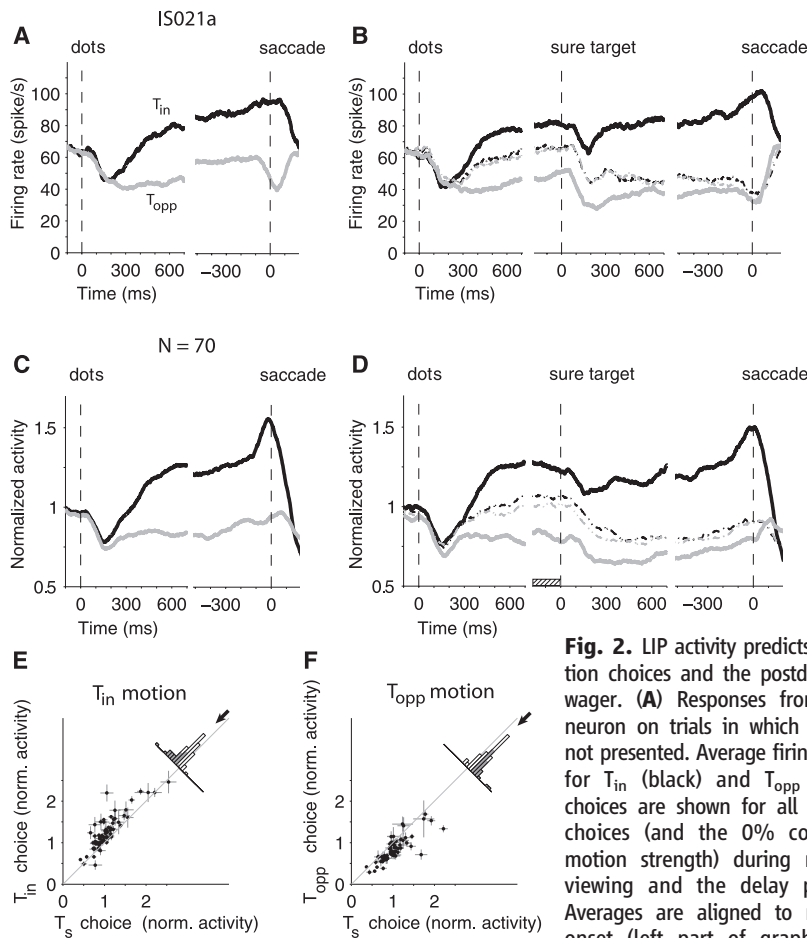 IS021a
A
dots
saccade
Firing rate (spike/s)
100
80
60
40
20
0
T_in
T_opp
0 300 600 −300 0
Time (ms)
B
dots
sure target
saccade
Firing rate (spike/s)
100
80
60
40
20
0
0 300 600 0 300 600 −300 0
Time (ms)
N = 70
C
dots
saccade
Normalized activity
1.5
1
0.5
0 300 600 −300 0
Time (ms)
D
dots
sure target
saccade
Normalized activity
1.5
1
0.5
0 300 600 0 300 600 −300 0
Time (ms)
E
T_in motion
T_in choice (norm. activity)
2
1
0
0 1 2
T_s choice (norm. activity)
F
T_opp motion
T_opp choice (norm. activity)
2
1
0
0 1 2
T_s choice (norm. activity)
Fig. 2. LIP activity predicts
tion choices and the postd
wager. (A) Responses from
neuron on trials in which
not presented. Average firin
for T_in (black) and T_opp
choices are shown for all
choices (and the 0% co
motion strength) during
viewing and the delay p
Averages are aligned to
onset (left part of graph